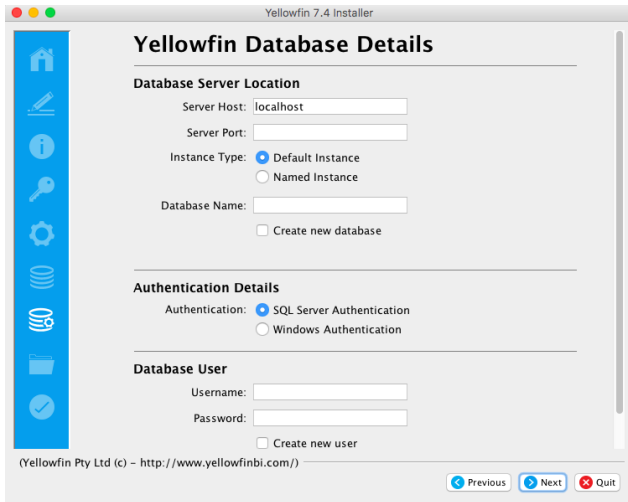 Yellowfin 7.4 Installer
Yellowfin Database Details
Database Server Location
Server Host: localhost
Server Port:
Instance Type: Default Instance
Named Instance
Database Name:
Create new database
Authentication Details
Authentication: SQL Server Authentication
Windows Authentication
Database User
Username:
Password:
Create new user
(Yellowfin Pty Ltd (c) – http://www.yellowfinbi.com/)
Previous Next Quit